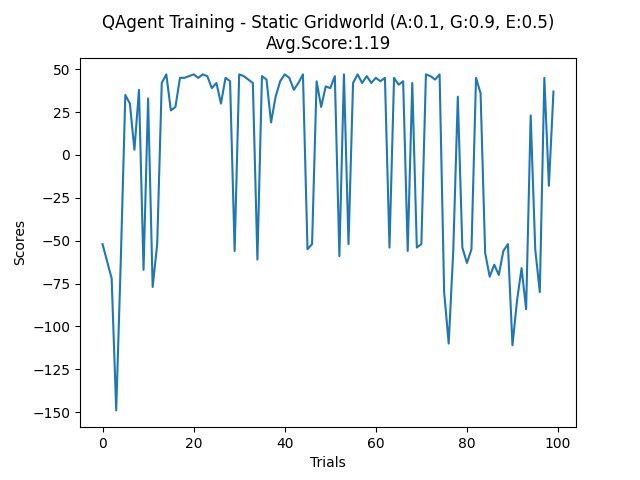 QAgent Training - Static Gridworld (A:0.1, G:0.9, E:0.5)
Avg.Score:1.19
50
25
0
−25
−50
−75
−100
−125
−150
Scores
0 20 40 60 80 100
Trials